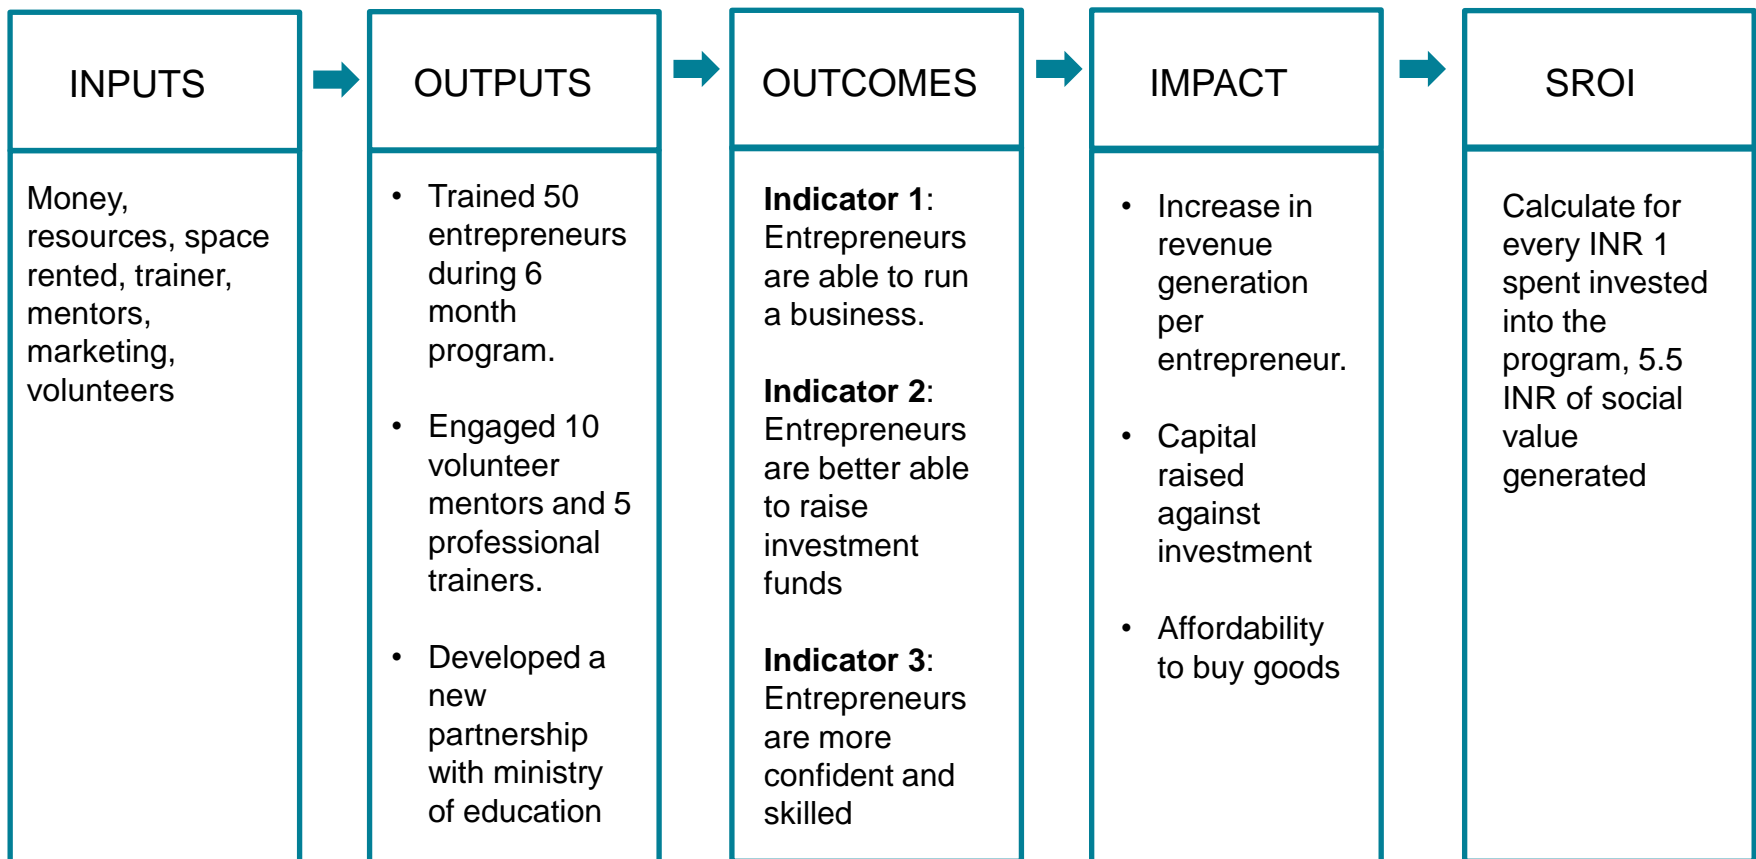 INPUTS
Money,
resources, space
rented, trainer,
mentors,
marketing,
volunteers
OUTPUTS
• Trained 50
entrepreneurs
during 6
month
program.
• Engaged 10
volunteer
mentors and 5
professional
trainers.
• Developed a
new
partnership
with ministry
of education
OUTCOMES
Indicator 1:
Entrepreneurs
are able to run
a business.
Indicator 2:
Entrepreneurs
are better able
to raise
investment
funds
Indicator 3:
Entrepreneurs
are more
confident and
skilled
IMPACT
• Increase in
revenue
generation
per
entrepreneur.
• Capital
raised
against
investment
• Affordability
to buy goods
SROI
Calculate for
every INR 1
spent invested
into the
program, 5.5
INR of social
value
generated